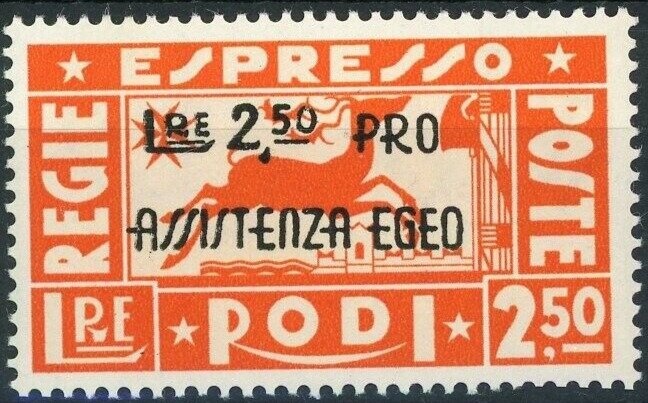 ESPRESSO
REGIE
POSTE
LRE 2,50 PRO
ASSISTENZA EGEO
LRE
RODI
2,50